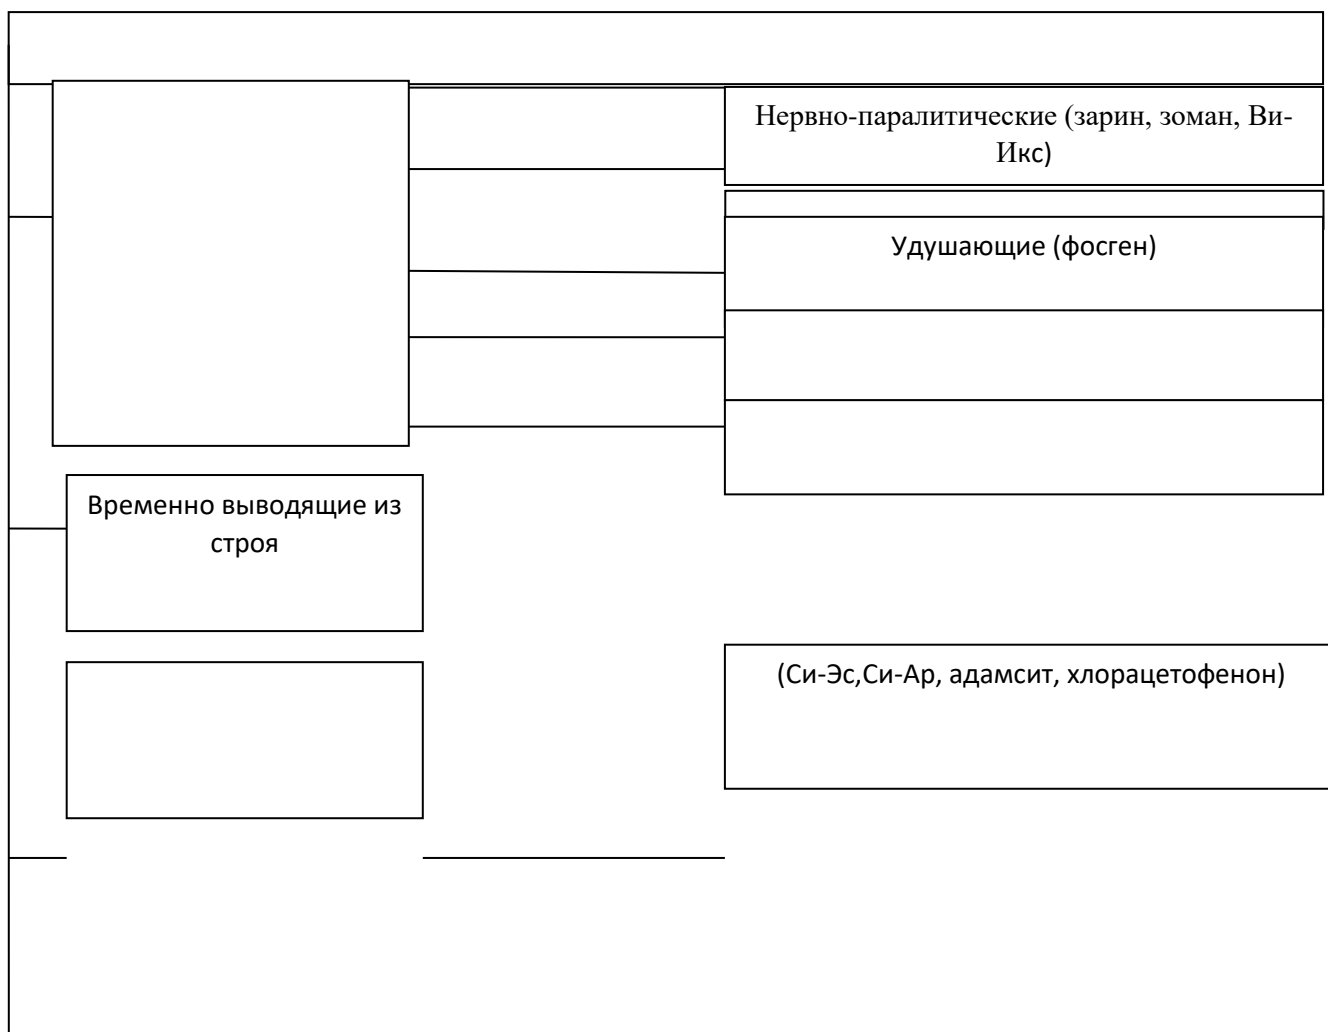 Нервно-паралитические (зарин, зоман, Ви-
Икс)
Удушающие (фосген)
Временно выводящие из
строя
(Си-Эс,Си-Ар, адамсит, хлорацетофенон)